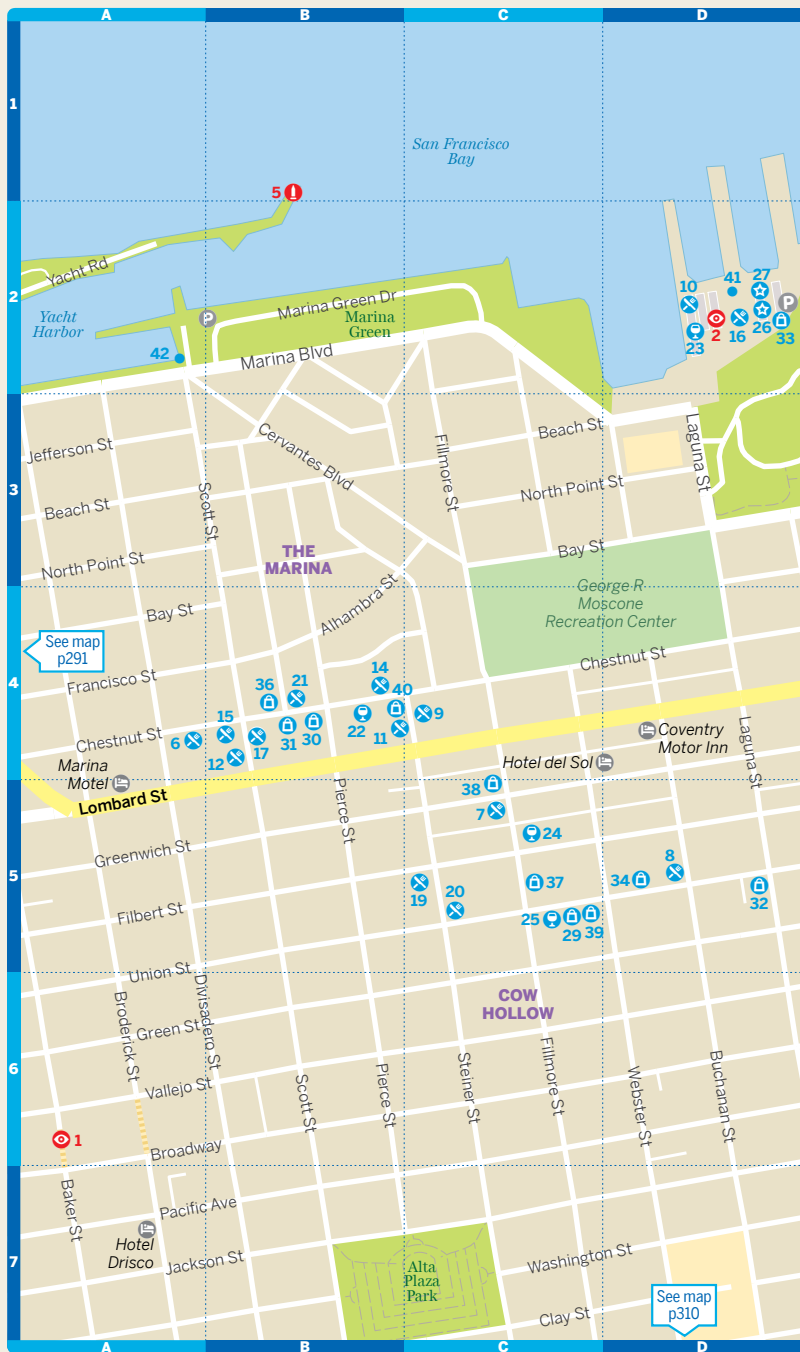 A B C D
1
San Francisco
Bay
5
Yacht Rd
2
Yacht
Harbor
Marina Green Dr
Marina
Green
Marina Blvd
42
10
41
27
P
P
23
2
16
26
33
Jefferson St
Cervantes Blvd
Fillmore St
Beach St
Laguna St
3
Beach St
Scott St
North Point St
THE
MARINA
Bay St
North Point St
Alhambra St
George R
Moscone
Recreation Center
Bay St
See map
p291
4
Francisco St
Chestnut St
36
21
14
40
9
15
6
12
17
31
30
22
11
Chestnut St
Coventry
Motor Inn
Laguna St
Marina
Motel
Hotel del Sol
Lombard St
Pierce St
38
7
24
Greenwich St
5
19
20
37
34
8
32
Filbert St
25
29
39
Union St
COW
HOLLOW
Broderick St
Divisadero St
Green St
6
Vallejo St
Scott St
Pierce St
Steiner St
Fillmore St
Webster St
Buchanan St
1
Broadway
Baker St
Pacific Ave
Hotel
Drisco
7
Jackson St
Alta
Plaza
Park
Washington St
See map
p310
Clay St
A B C D